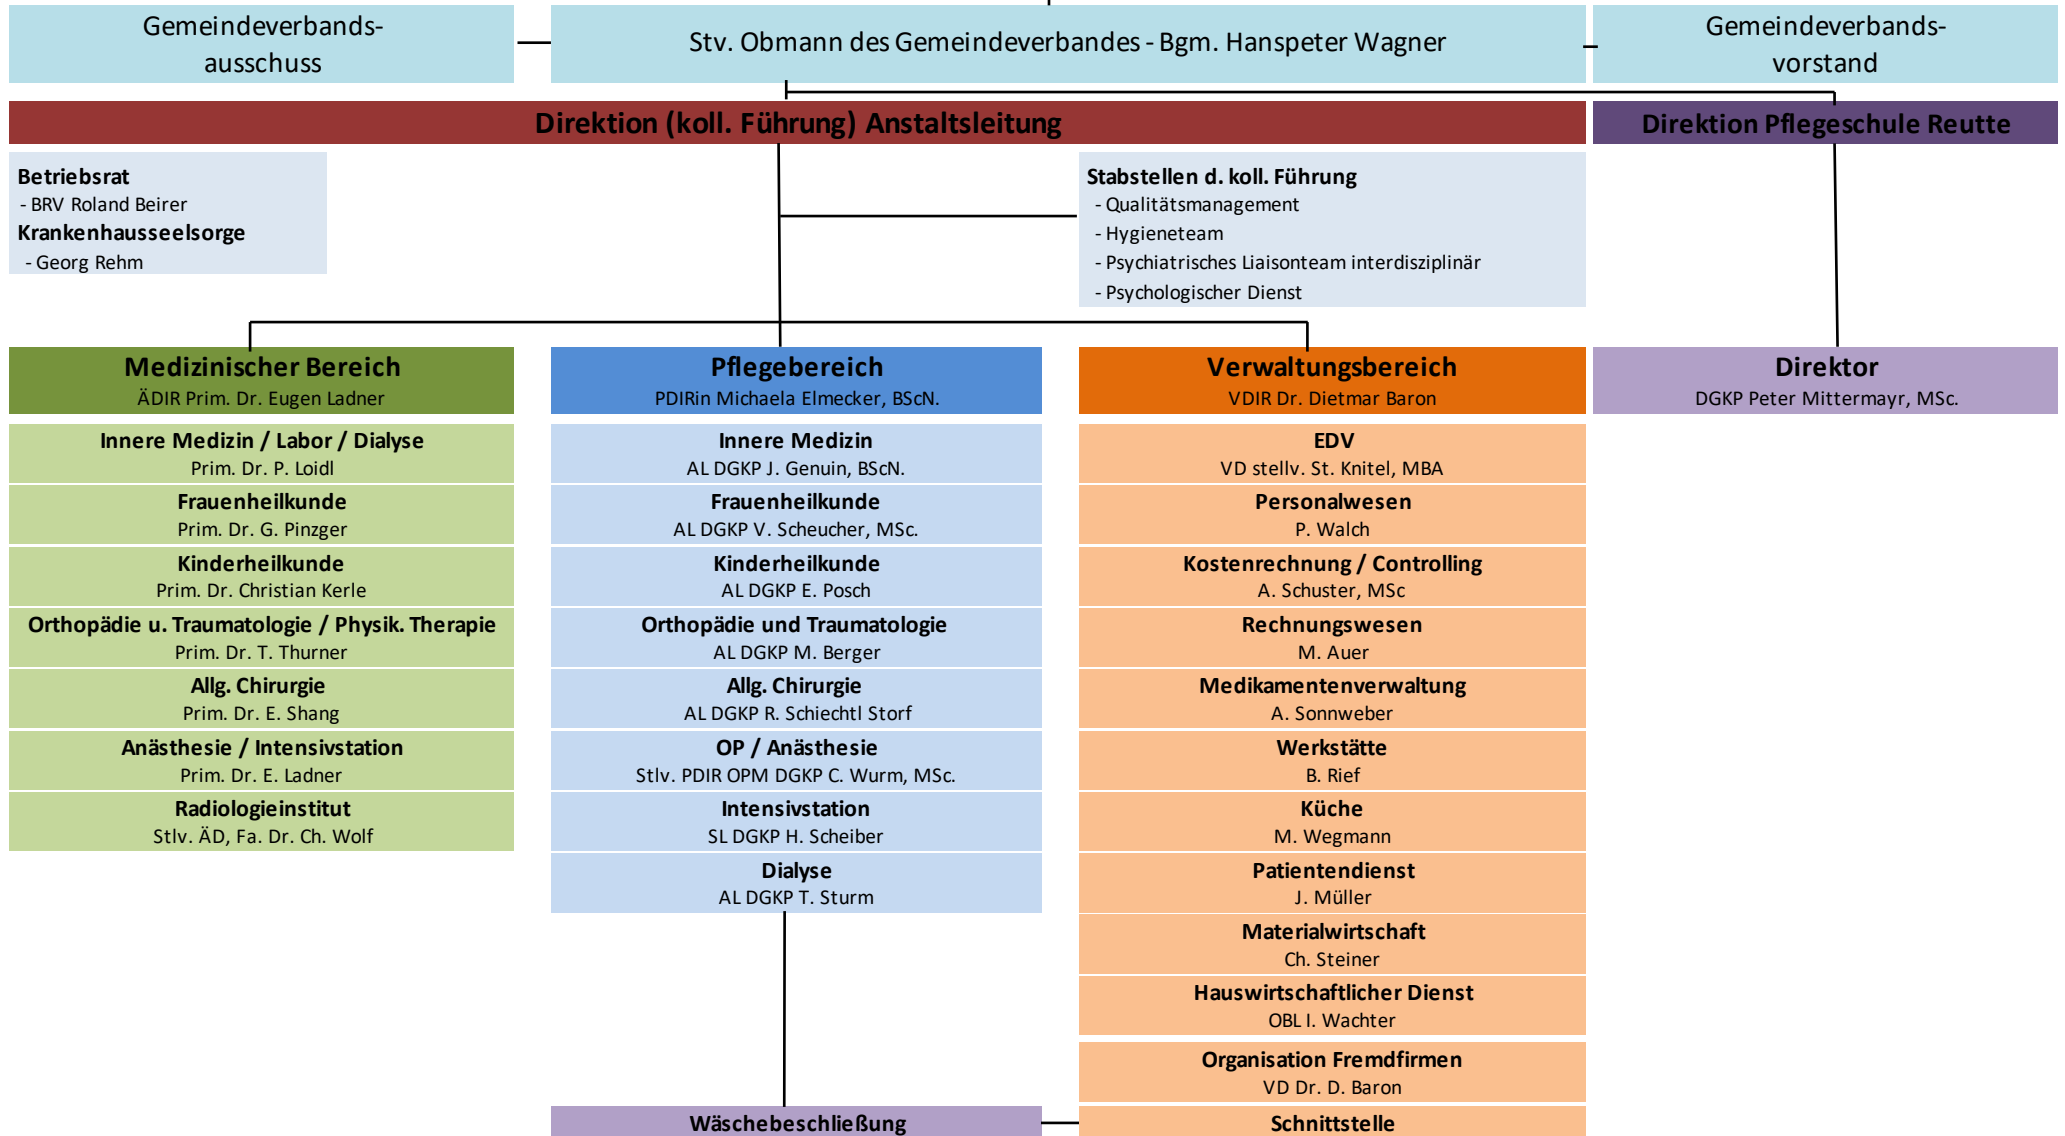 Gemeindeverbands-
ausschuss
Stv. Obmann des Gemeindeverbandes - Bgm. Hanspeter Wagner
Gemeindeverbands-
vorstand
Direktion (koll. Führung) Anstaltsleitung
Direktion Pflegeschule Reutte
Betriebsrat
- BRV Roland Beirer
Krankenhausseelsorge
- Georg Rehm
Stabstellen d. koll. Führung
- Qualitätsmanagement
- Hygieneteam
- Psychiatrisches Liaisonteam interdisziplinär
- Psychologischer Dienst
Medizinischer Bereich
ÄDIR Prim. Dr. Eugen Ladner
Innere Medizin / Labor / Dialyse
Prim. Dr. P. Loidl
Frauenheilkunde
Prim. Dr. G. Pinzger
Kinderheilkunde
Prim. Dr. Christian Kerle
Orthopädie u. Traumatologie / Physik. Therapie
Prim. Dr. T. Thurner
Allg. Chirurgie
Prim. Dr. E. Shang
Anästhesie / Intensivstation
Prim. Dr. E. Ladner
Radiologieinstitut
Stlv. ÄD, Fa. Dr. Ch. Wolf
Pflegebereich
PDIRin Michaela Elmecker, BScN.
Innere Medizin
AL DGKP J. Genuin, BScN.
Frauenheilkunde
AL DGKP V. Scheucher, MSc.
Kinderheilkunde
AL DGKP E. Posch
Orthopädie und Traumatologie
AL DGKP M. Berger
Allg. Chirurgie
AL DGKP R. Schiechtl Storf
OP / Anästhesie
Stlv. PDIR OPM DGKP C. Wurm, MSc.
Intensivstation
SL DGKP H. Scheiber
Dialyse
AL DGKP T. Sturm
Wäschebeschließung
Verwaltungsbereich
VDIR Dr. Dietmar Baron
EDV
VD stellv. St. Knitel, MBA
Personalwesen
P. Walch
Kostenrechnung / Controlling
A. Schuster, MSc
Rechnungswesen
M. Auer
Medikamentenverwaltung
A. Sonnweber
Werkstätte
B. Rief
Küche
M. Wegmann
Patientendienst
J. Müller
Materialwirtschaft
Ch. Steiner
Hauswirtschaftlicher Dienst
OBL I. Wachter
Organisation Fremdfirmen
VD Dr. D. Baron
Schnittstelle
Direktor
DGKP Peter Mittermayr, MSc.